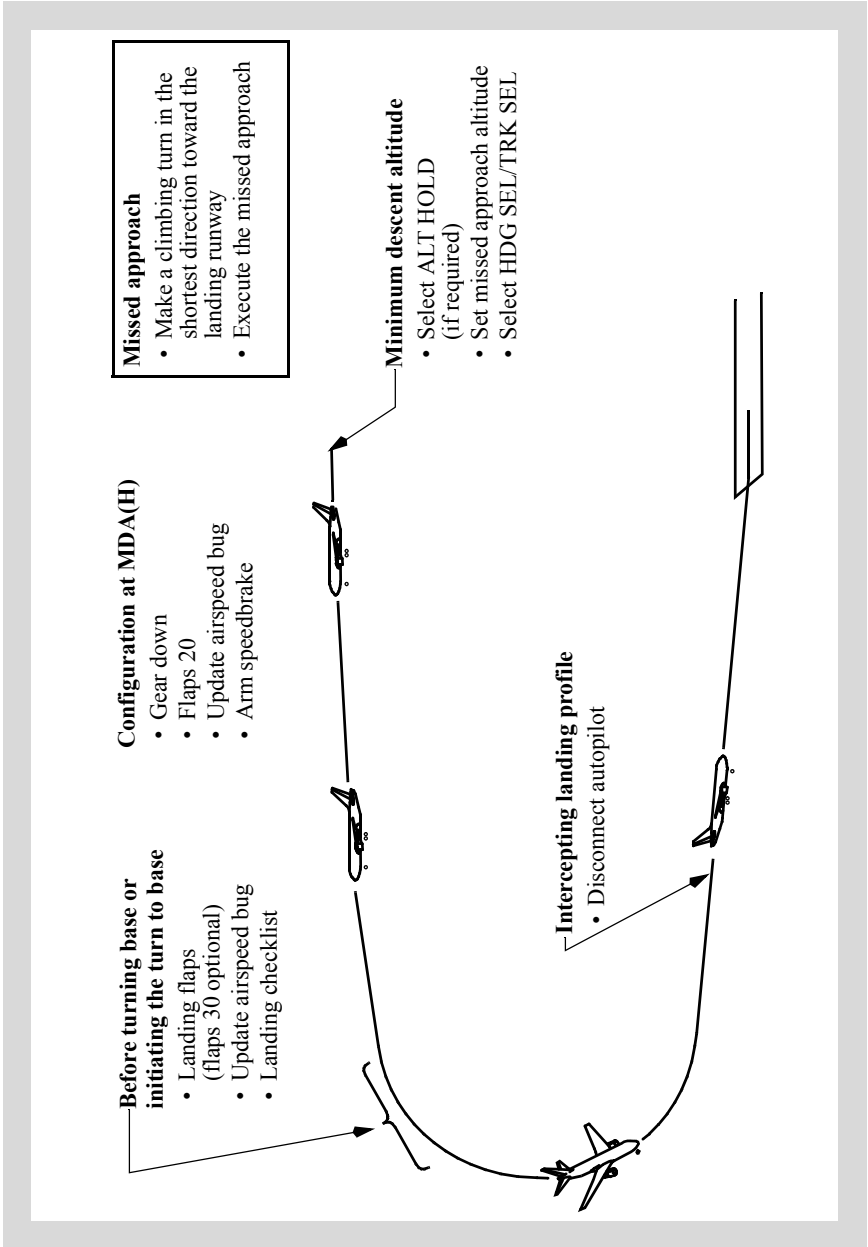 Missed approach
• Make a climbing turn in the
shortest direction toward the
landing runway
• Execute the missed approach
Minimum descent altitude
• Select ALT HOLD
(if required)
• Set missed approach altitude
• Select HDG SEL/TRK SEL
Configuration at MDA(H)
• Gear down
• Flaps 20
• Update airspeed bug
• Arm speedbrake
Before turning base or
initiating the turn to base
• Landing flaps
(flaps 30 optional)
• Update airspeed bug
• Landing checklist
Intercepting landing profile
• Disconnect autopilot